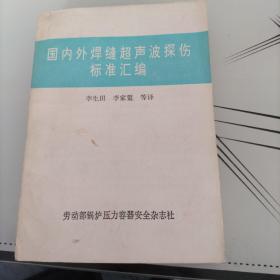 国内外焊缝超声波探伤
标准汇编
李生田 李家鳌 等译
劳动部锅炉压力容器安全杂志社